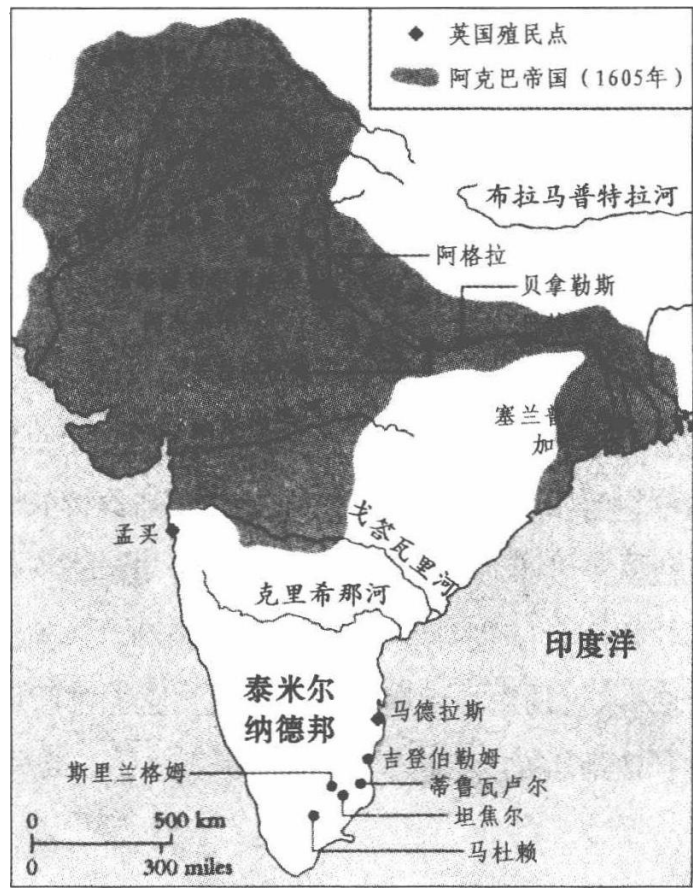 英国殖民点
阿克巴帝国（1605年）
布拉马普特拉河
阿格拉
贝拿勒斯
塞兰普
加
孟买
戈答瓦里河
克里希那河
印度洋
泰米尔
纳德邦
马德拉斯
吉登伯勒姆
斯里兰格姆
蒂鲁瓦卢尔
坦焦尔
马杜赖
0 500 km
0 300 miles